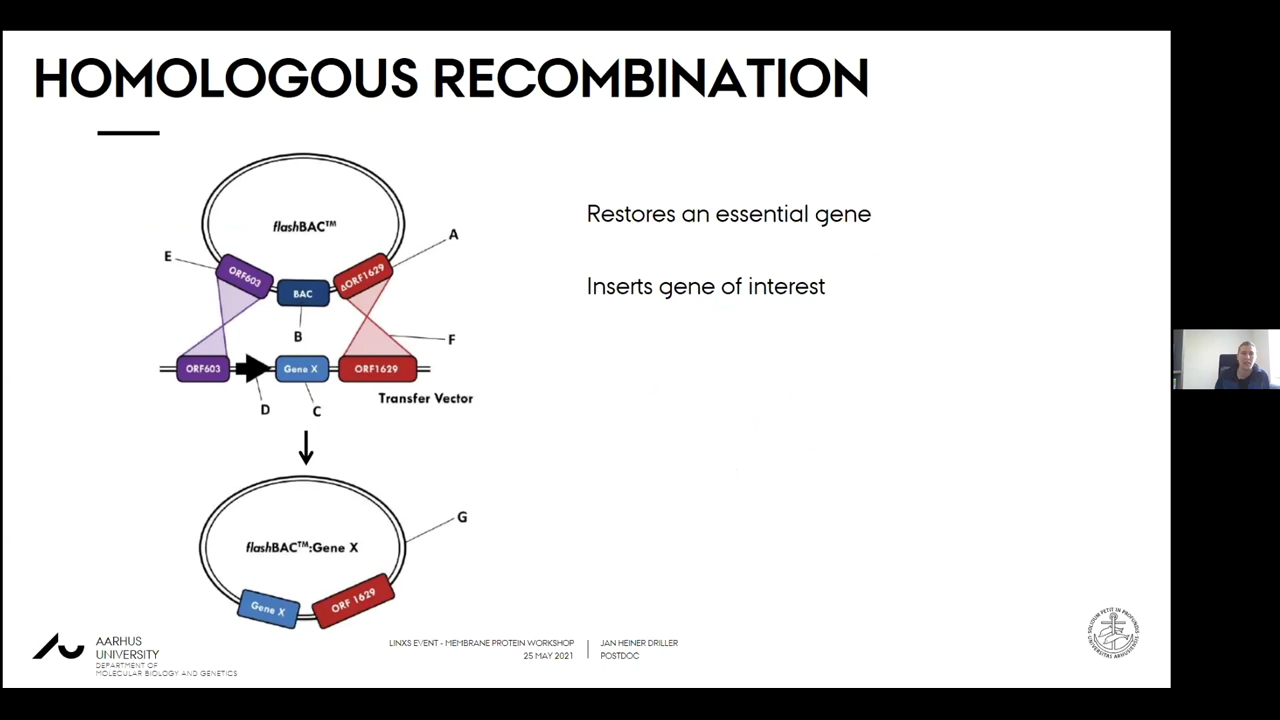 HOMOLOGOUS RECOMBINATION
flashBAC™
A
E
ORF603
BAC
ΔORF1629
B
F
ORF603
Gene X
ORF1629
Transfer Vector
D
C
Restores an essential gene
Inserts gene of interest
G
flashBAC™:Gene X
Gene X
ORF 1629
AARHUS
UNIVERSITY
DEPARTMENT OF
MOLECULAR BIOLOGY AND GENETICS
LINXS EVENT - MEMBRANE PROTEIN WORKSHOP
25 MAY 2021
JAN HEINER DRILLER
POSTDOC